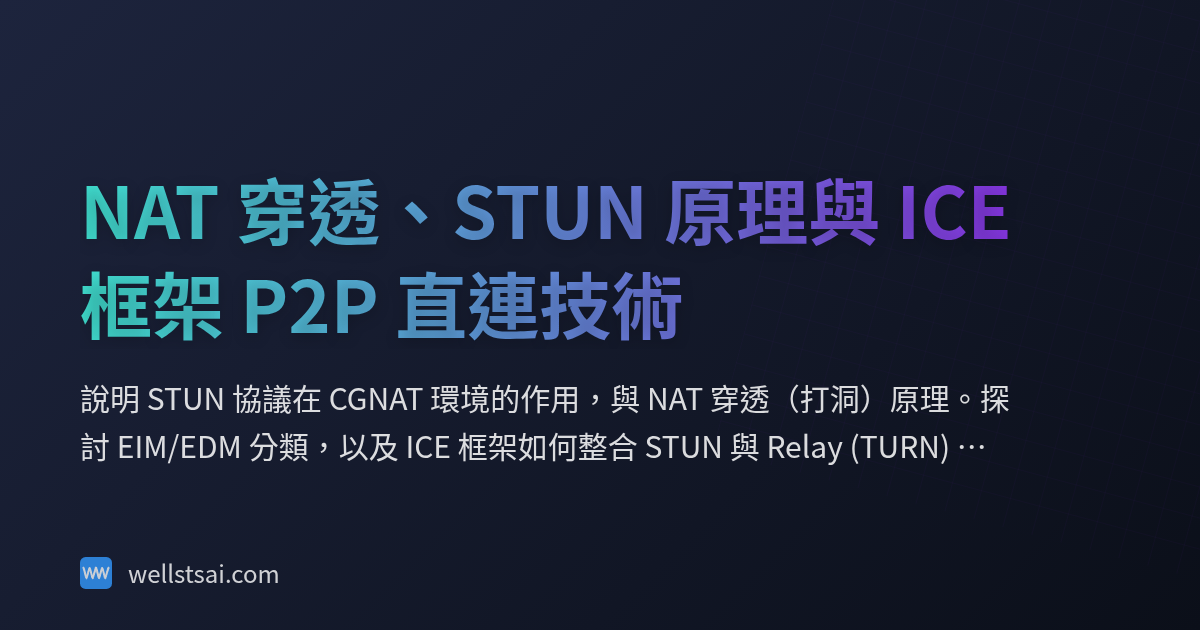 NAT 穿透、STUN 原理與 ICE
框架 P2P 直連技術
說明 STUN 協議在 CGNAT 環境的作用，與 NAT 穿透（打洞）原理。探
討 EIM/EDM 分類，以及 ICE 框架如何整合 STUN 與 Relay (TURN) …
wellstsai.com